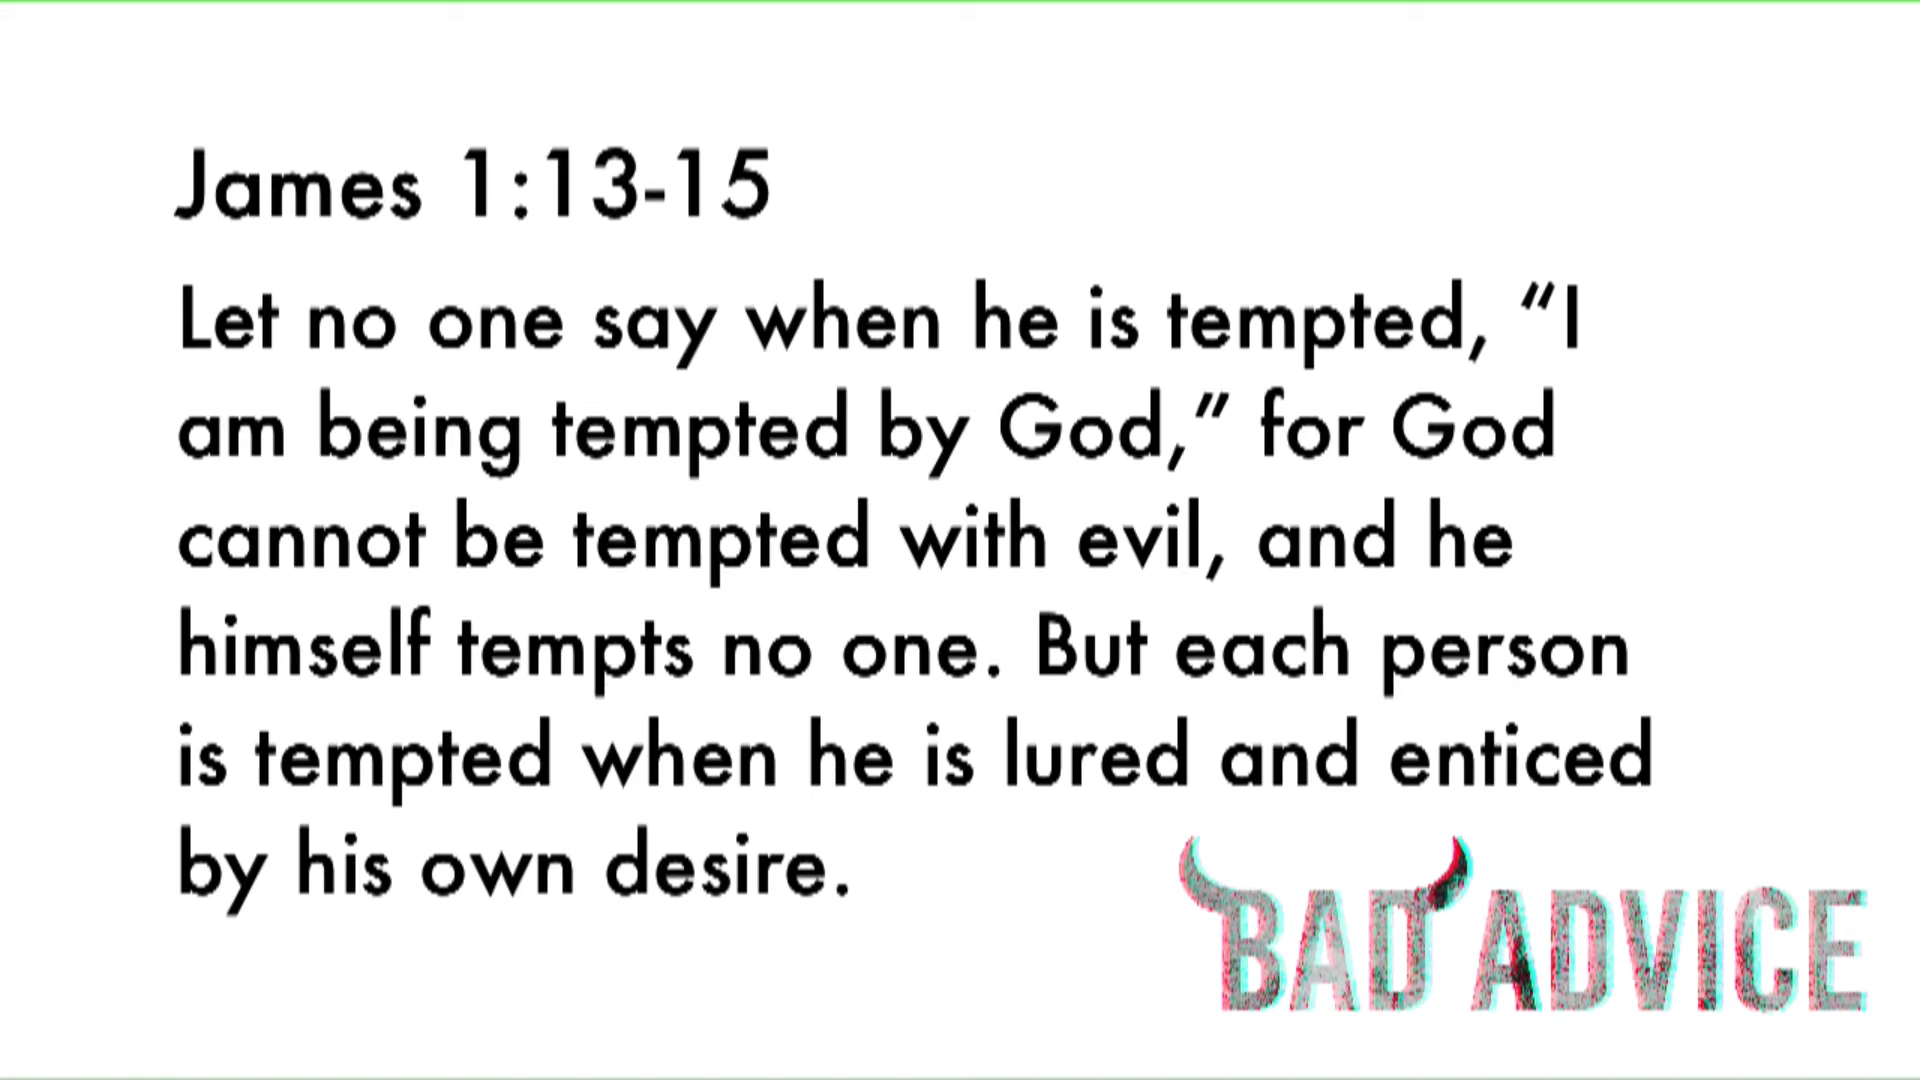 James 1:13-15
Let no one say when he is tempted, “I
am being tempted by God,” for God
cannot be tempted with evil, and he
himself tempts no one. But each person
is tempted when he is lured and enticed
by his own desire.
BAD ADVICE